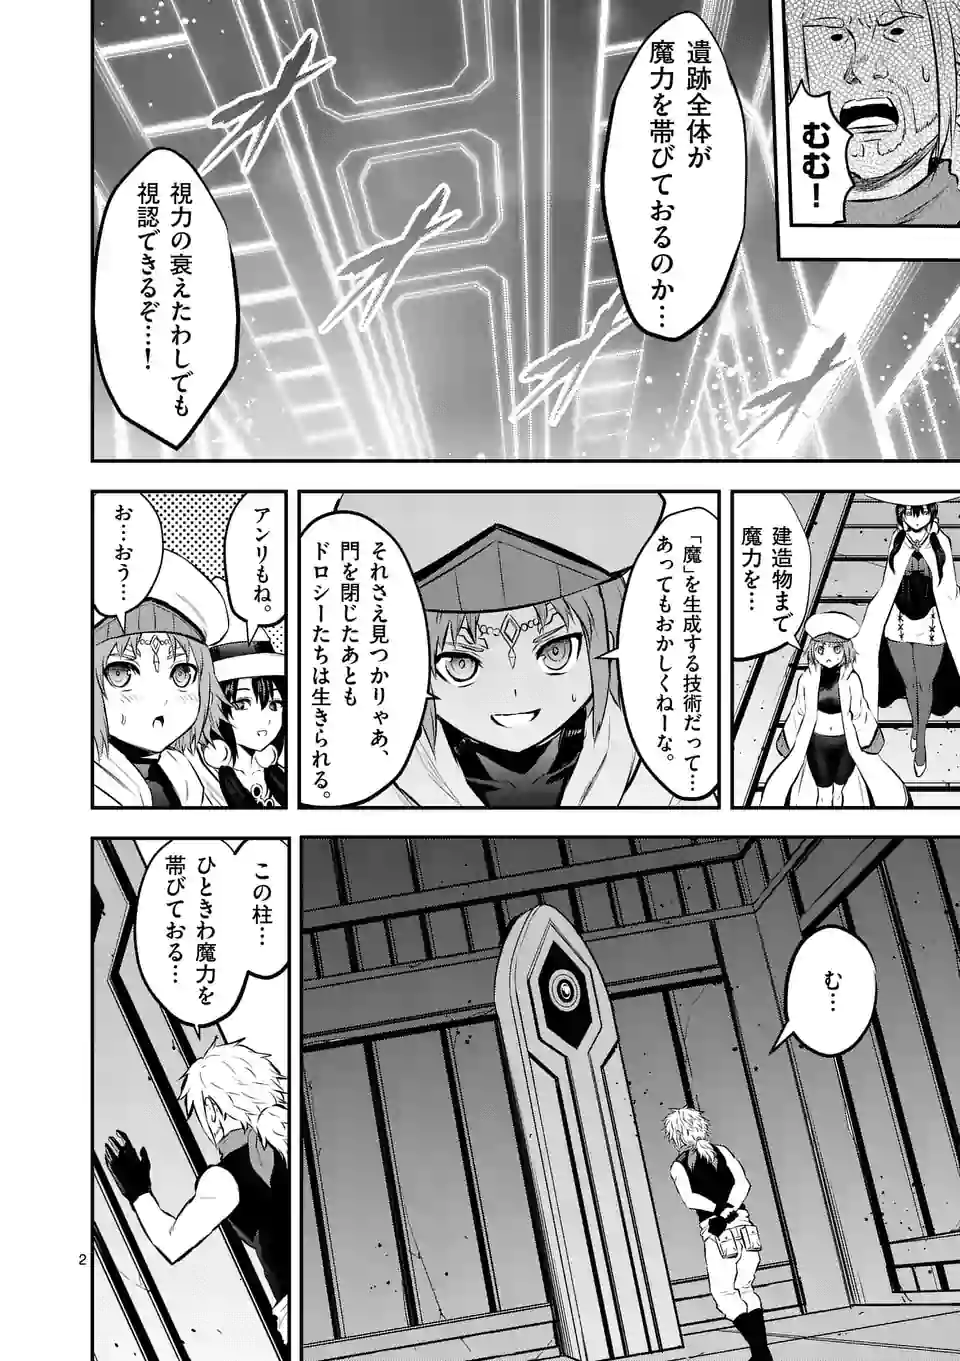 むむ!
遺跡全体が
魔力を帯びておるのか…
視力の衰えたわしでも
視認できるぞ…!
建造物まで
魔力を…
「魔」を生成する技術だって…
あってもおかしくねーな。
それさえ見つかりゃあ、
門を閉じたあとも
ドロシーたちは生きられる。
アンリもね。
お…おう…
む…
この柱…
ひときわ魔力を
帯びておる…
2